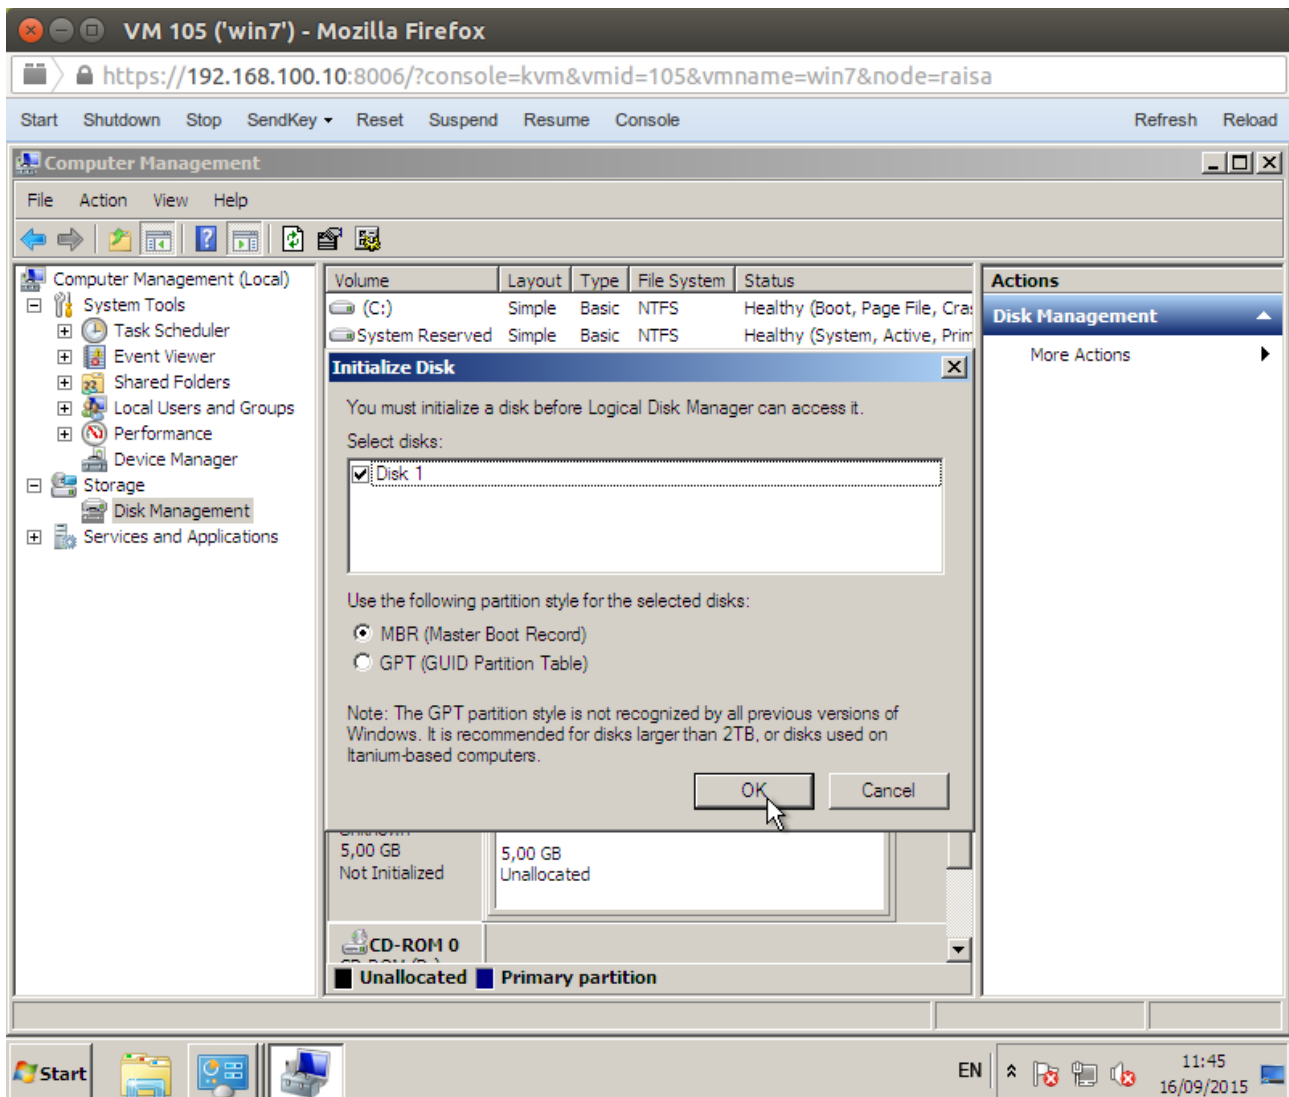 VM 105 ('win7') - Mozilla Firefox
https://192.168.100.10:8006/?console=kvm&vmid=105&vmname=win7&node=raisa
Start Shutdown Stop SendKey Reset Suspend Resume Console Refresh Reload
Computer Management
File Action View Help
Computer Management (Local)
System Tools
Task Scheduler
Event Viewer
Shared Folders
Local Users and Groups
Performance
Device Manager
Storage
Disk Management
Services and Applications
Volume Layout Type File System Status
(C:) Simple Basic NTFS Healthy (Boot, Page File, Cra
System Reserved Simple Basic NTFS Healthy (System, Active, Prim
Actions
Disk Management
More Actions
Initialize Disk
You must initialize a disk before Logical Disk Manager can access it.
Select disks:
Disk 1
Use the following partition style for the selected disks:
MBR (Master Boot Record)
GPT (GUID Partition Table)
Note: The GPT partition style is not recognized by all previous versions of
Windows. It is recommended for disks larger than 2TB, or disks used on
Itanium-based computers.
OK Cancel
5,00 GB
Not Initialized
5,00 GB
Unallocated
CD-ROM 0
Unallocated Primary partition
Start
EN
11:45
16/09/2015